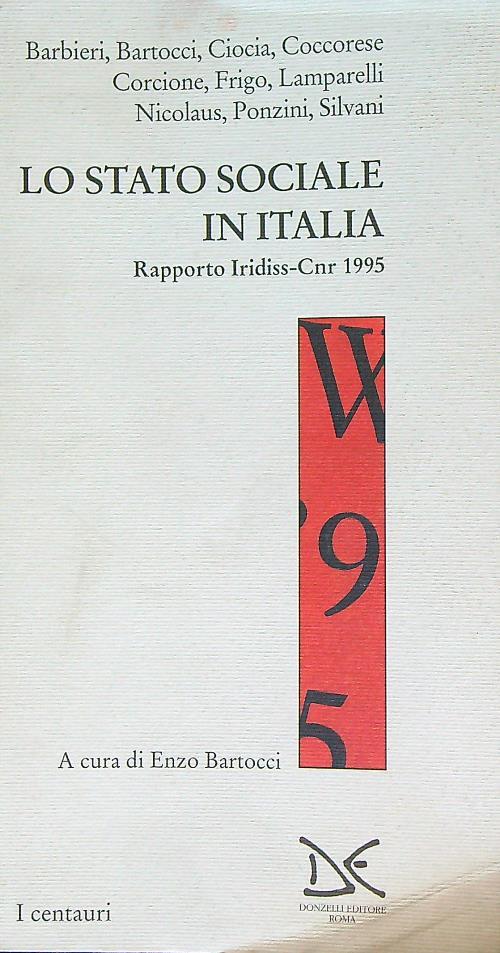 Barbieri, Bartocci, Ciocia, Coccorese
Corcione, Frigo, Lamparelli
Nicolaus, Ponzini, Silvani
LO STATO SOCIALE
IN ITALIA
Rapporto Iridiss-Cnr 1995
W
'9
5
A cura di Enzo Bartocci
DE
DONZELLI EDITORE
ROMA
I centauri